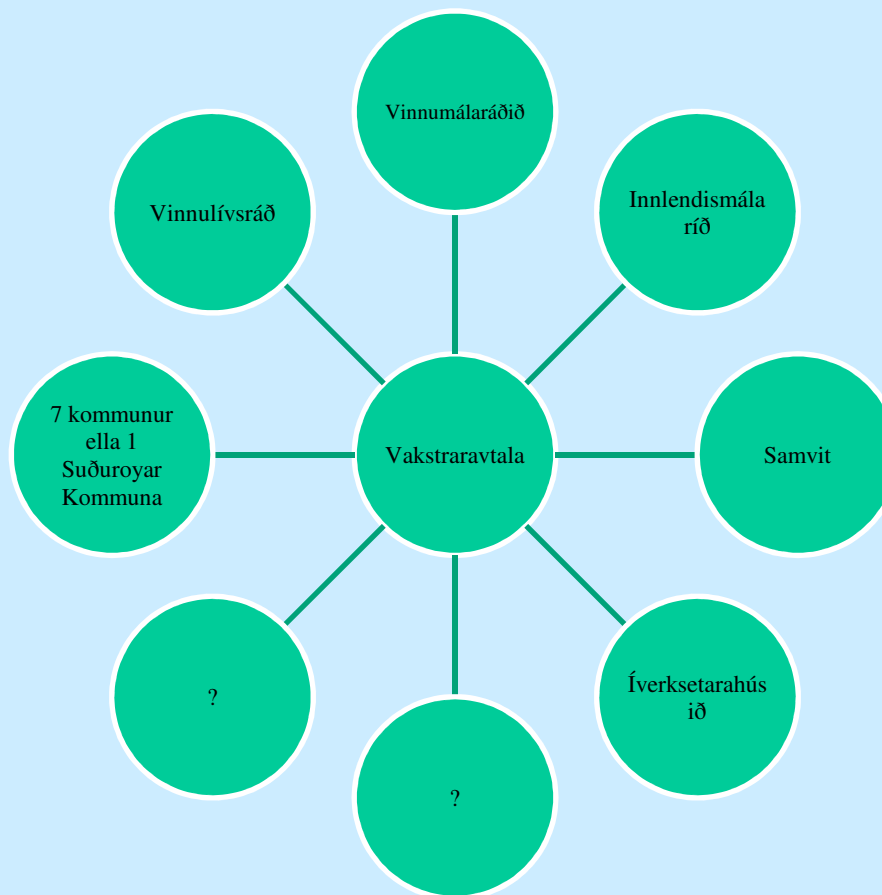 Vinnumálaráðið
Vinnulívsráð
Innlendismála
ríð
7 kommunur
ella 1
Suðuroyar
Kommuna
Vakstraravtala
Samvit
?
Íverksetarahús
ið
?